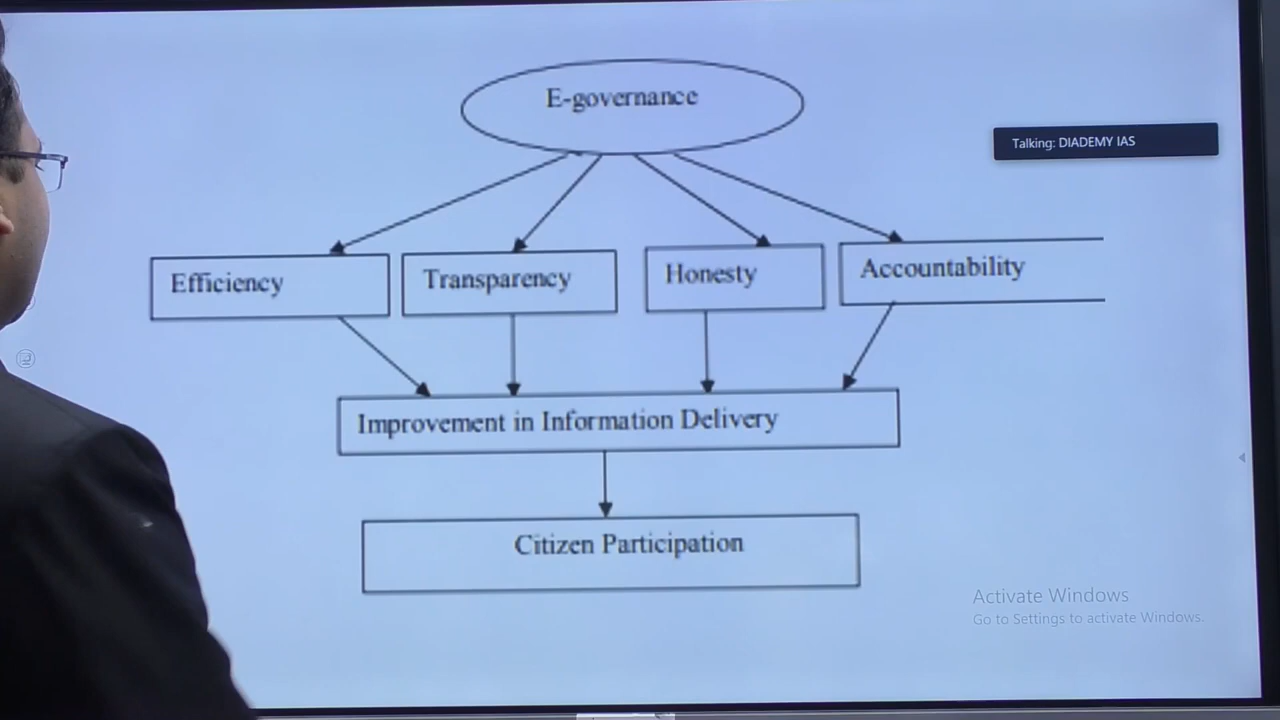 E-governance
Talking: DIADEMY IAS
Efficiency
Transparency
Honesty
Accountability
Improvement in Information Delivery
Citizen Participation
Activate Windows
Go to Settings to activate Windows.